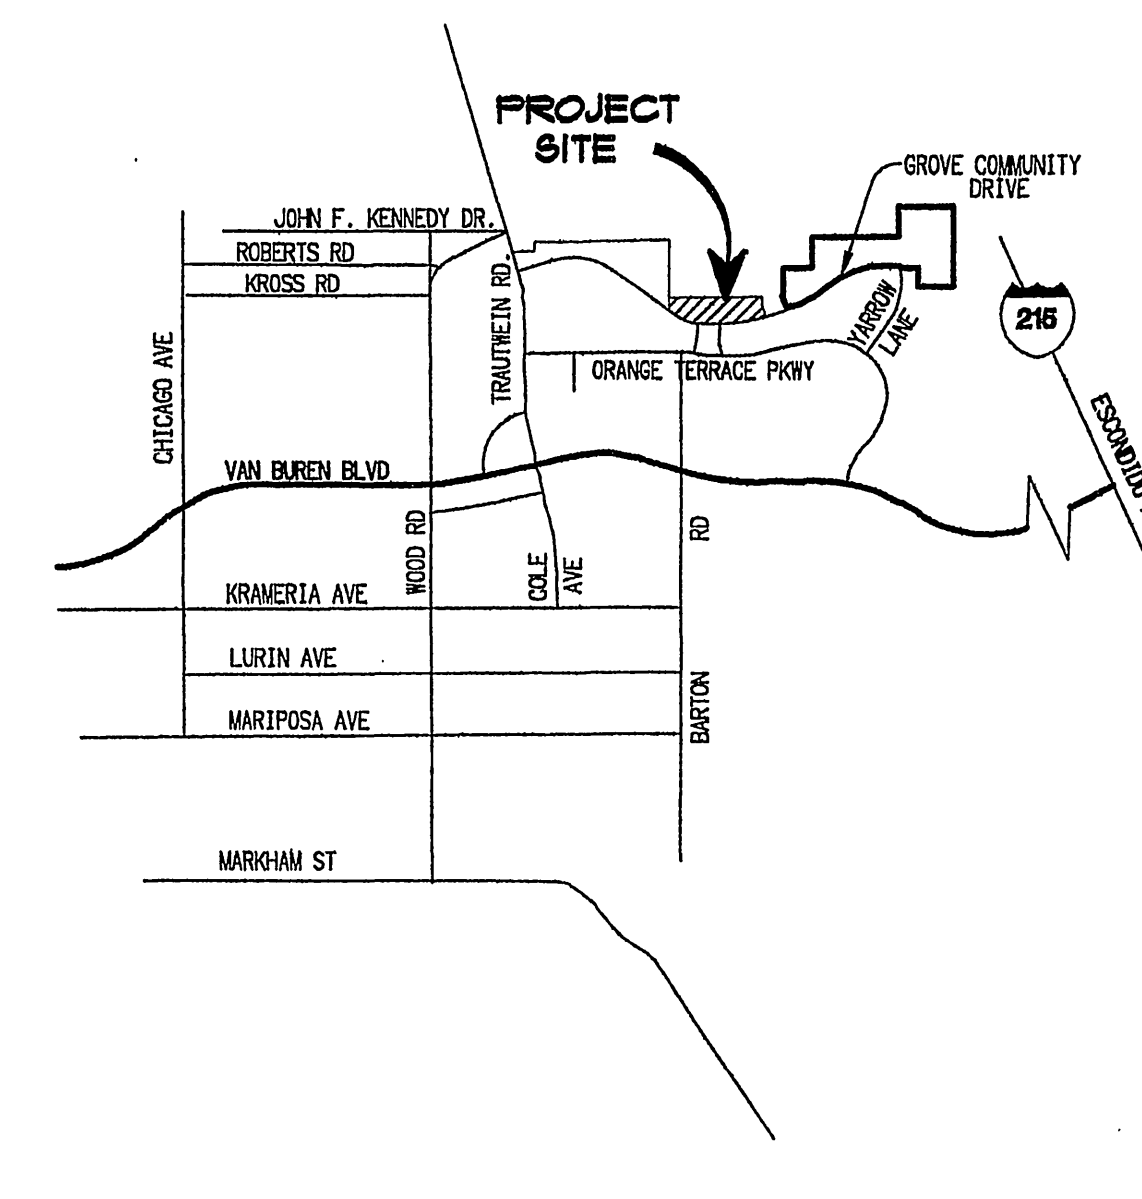 PROJECT
SITE
GROVE COMMUNITY
DRIVE
JOHN F. KENNEDY DR.
ROBERTS RD
KROSS RD
TRAUTWEIN RD.
YARROW
LANE
215
CHICAGO AVE
ORANGE TERRACE PKWY
ESCONDIDO
VAN BUREN BLVD
WOOD RD
RD
COLE
AVE
KRAMERIA AVE
LURIN AVE
BARTON
MARIPOSA AVE
MARKHAM ST